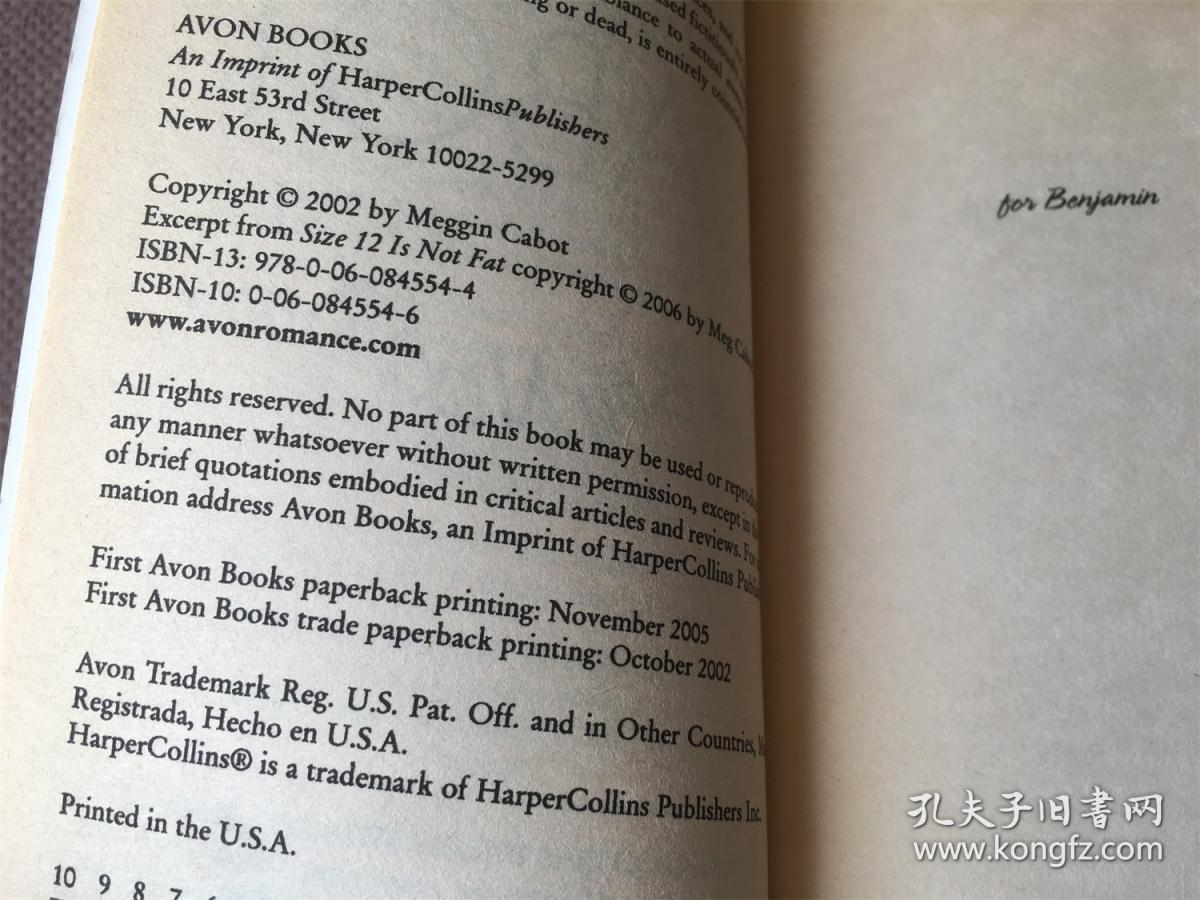 or dead, is entirely
AVON BOOKS
An Imprint of HarperCollinsPublishers
10 East 53rd Street
New York, New York 10022-5299
Copyright © 2002 by Meggin Cabot
Excerpt from Size 12 Is Not Fat copyright © 2006 by Meg
ISBN-13: 978-0-06-084554-4
ISBN-10: 0-06-084554-6
www.avonromance.com
All rights reserved. No part of this book may be used or
any manner whatsoever without written permission, except in
of brief quotations embodied in critical articles and reviews. For
mation address Avon Books, an Imprint of HarperCollins
First Avon Books paperback printing: November 2005
First Avon Books trade paperback printing: October 2002
Avon Trademark Reg. U.S. Pat. Off. and in Other Countries,
Registrada, Hecho en U.S.A.
HarperCollins® is a trademark of HarperCollins Publishers Inc.
Printed in the U.S.A.
10 9 8 7
for Benjamin
孔夫子旧书网
www.kongfz.com